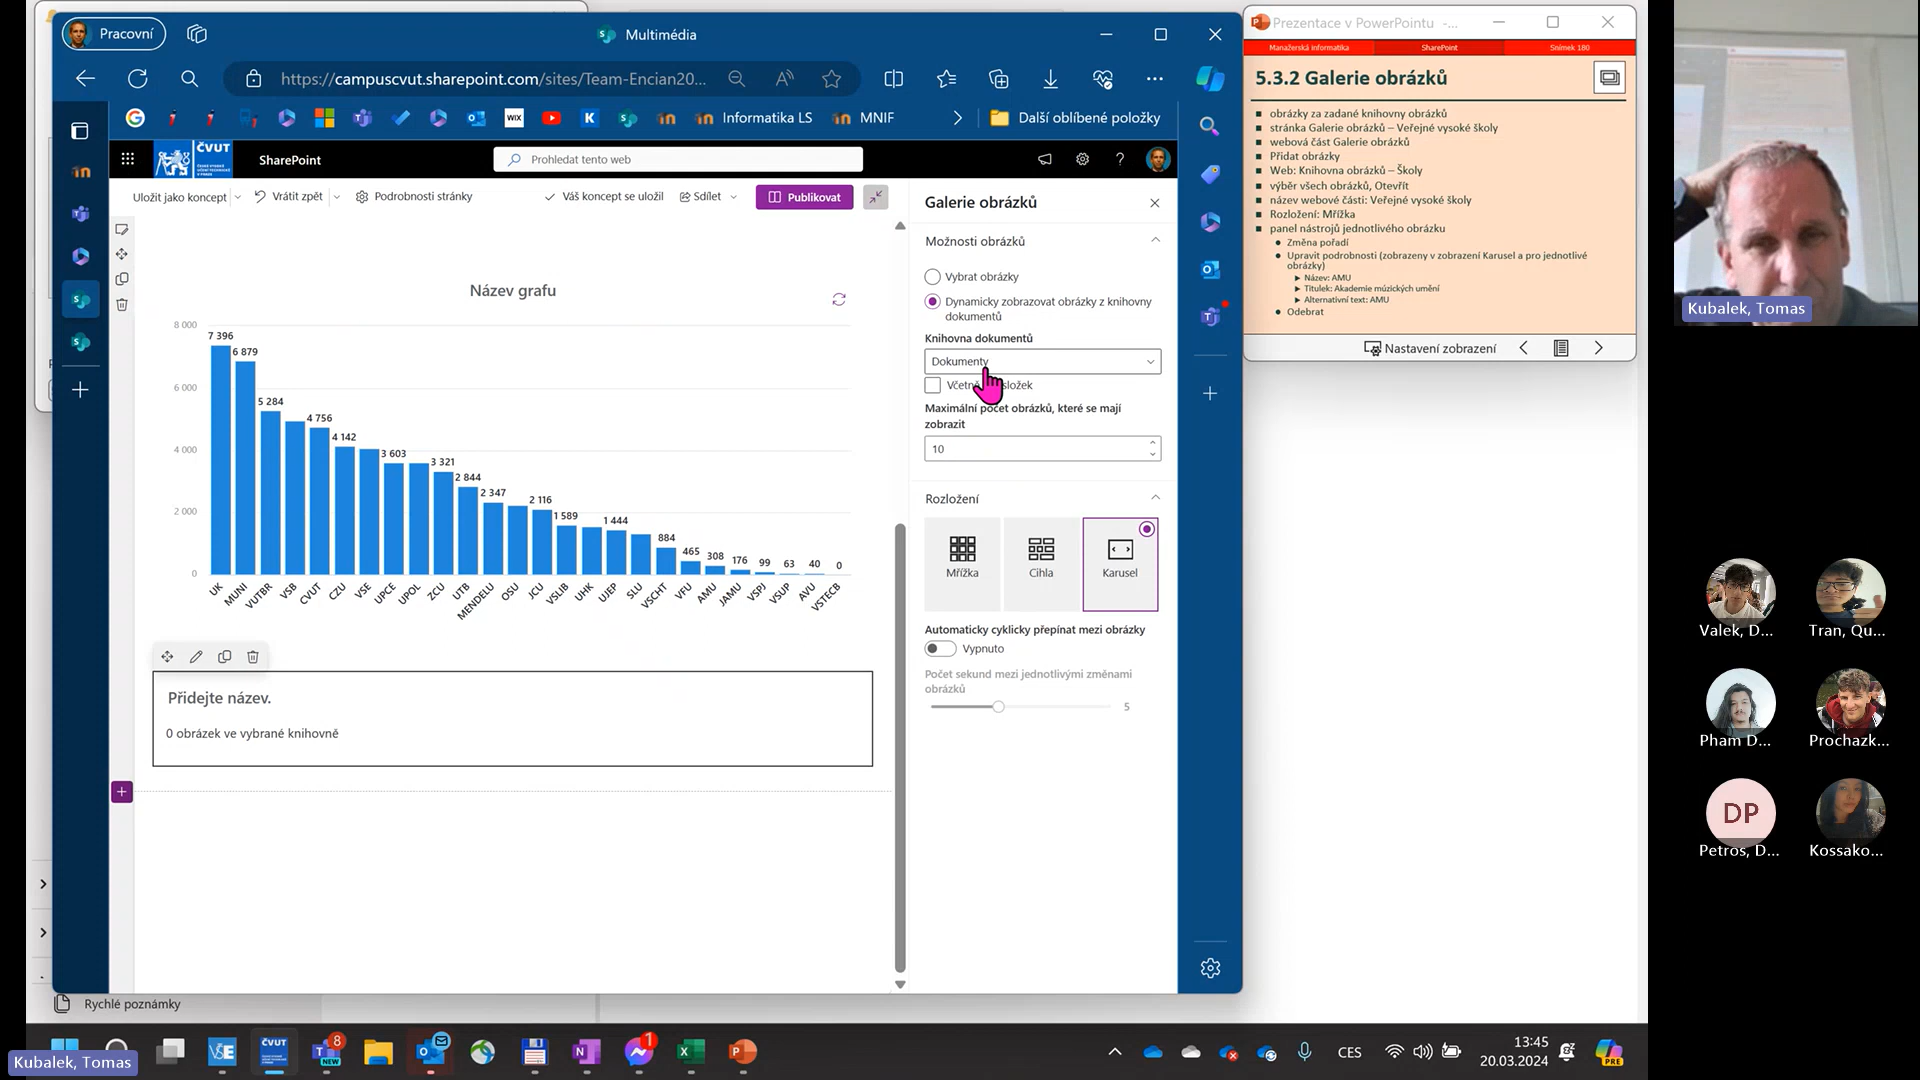 Pracovní
Multimédia
https://campuscvut.sharepoint.com/sites/Team-Encian20...
WIX
K
Informatika LS
MNIF
Další oblíbené položky
ČVUT
SharePoint
Prohledat tento web
Uložit jako koncept
Vrátit zpět
Podrobnosti stránky
Váš koncept se uložil
Sdílet
Publikovat
Název grafu
8 000
6 000
4 000
2 000
0
7 396
6 879
5 284
4 756
4 142
3 603
3 321
2 844
2 347
2 116
1 589
1 444
884
465
308
176
99
63
40
0
UK
MUNI
VUTBR
VSB
CVUT
CZU
VSE
UPCE
UPOL
ZCU
UTB
MENDELU
OSU
JCU
VSLIB
UHK
UJEP
SLU
VSCHT
VFU
AMU
JAMU
VSPJ
VSUP
AVU
VSTECB
Přidejte název.
0 obrázek ve vybrané knihovně
Galerie obrázků
Možnosti obrázků
Vybrat obrázky
Dynamicky zobrazovat obrázky z knihovny
dokumentů
Knihovna dokumentů
Dokumenty
Maximální počet obrázků, které se mají
zobrazit
10
Rozložení
Mřížka
Cihla
Karusel
Automaticky cyklicky přepínat mezi obrázky
Vypnuto
Počet sekund mezi jednotlivými změnami
obrázků
5
Prezentace v PowerPointu -...
Manažerská informatika
SharePoint
Snímek 180
5.3.2 Galerie obrázků
obrázky za zadané knihovny obrázků
stránka Galerie obrázků – Veřejné vysoké školy
webová část Galerie obrázků
Přidat obrázky
Web: Knihovna obrázků – Školy
výběr všech obrázků, Otevřít
název webové části: Veřejné vysoké školy
Rozložení: Mřížka
panel nástrojů jednotlivého obrázku
Změna pořadí
Upravit podrobnosti (zobrazeny v zobrazení Karusel a pro jednotlivé
obrázky)
Název: AMU
Titulek: Akademie múzických umění
Alternativní text: AMU
Odebrat
Nastavení zobrazení
Kubalek, Tomas
Valek, D...
Tran, Qu...
Pham D...
Prochazk...
DP
Petros, D...
Kossako...
Rychlé poznámky
Kubalek, Tomas
VŠE
ČVUT
8
NEW
1
CES
13:45
20.03.2024
PRE